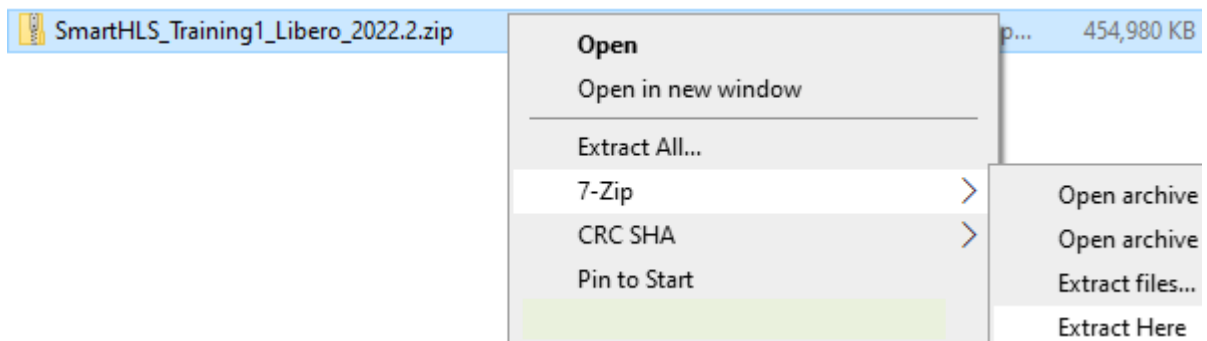 SmartHLS_Training1_Libero_2022.2.zip
p... 454,980 KB
Open
Open in new window
Extract All...
7-Zip
CRC SHA
Pin to Start
Open archive
Open archive
Extract files...
Extract Here